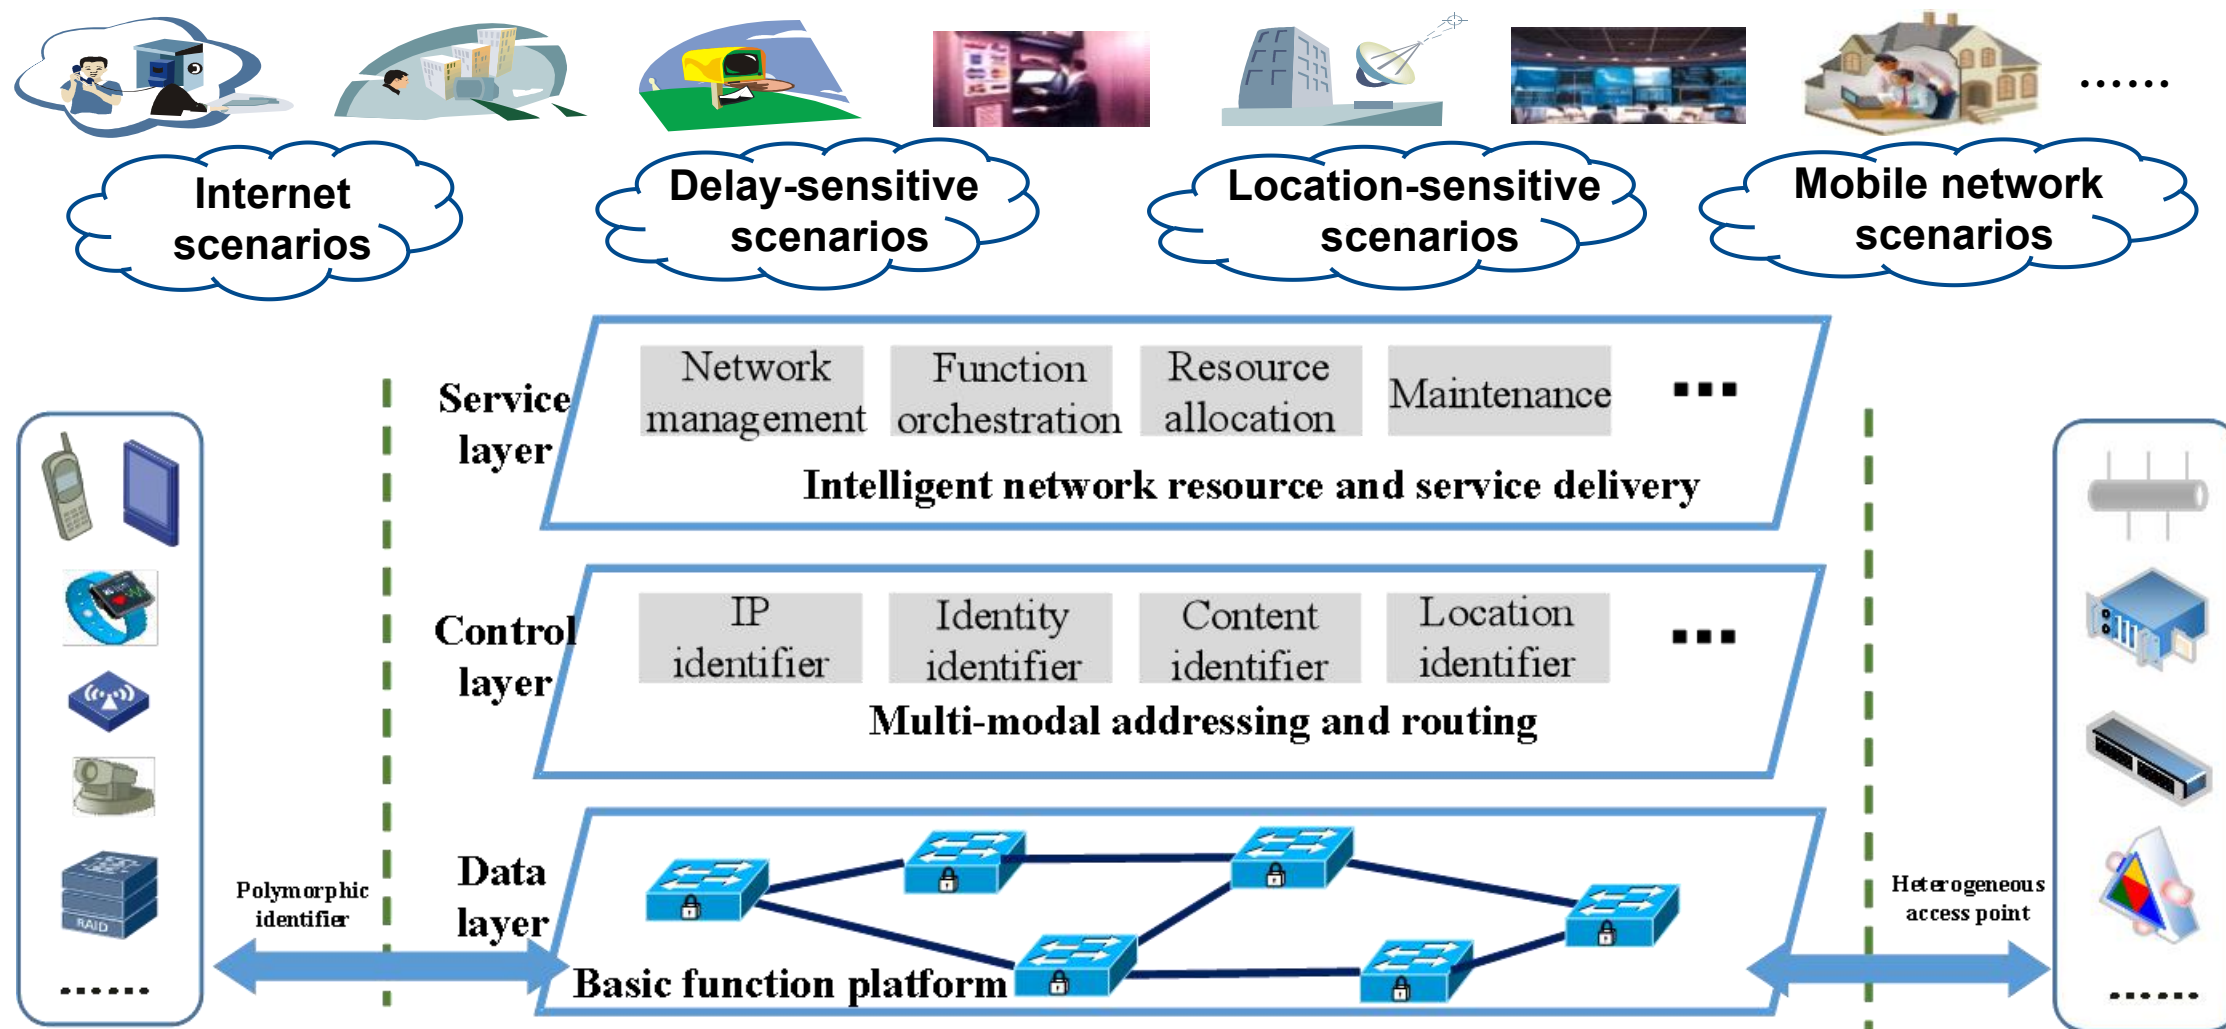 ......
Internet
scenarios
Delay-sensitive
scenarios
Location-sensitive
scenarios
Mobile network
scenarios
Service
layer
Network
management
Function
orchestration
Resource
allocation
Maintenance
...
Intelligent network resource and service delivery
Control
layer
IP
identifier
Identity
identifier
Content
identifier
Location
identifier
...
Multi-modal addressing and routing
Data
layer
Basic function platform
Polymorphic
identifier
RAID
......
Heterogeneous
access point
......